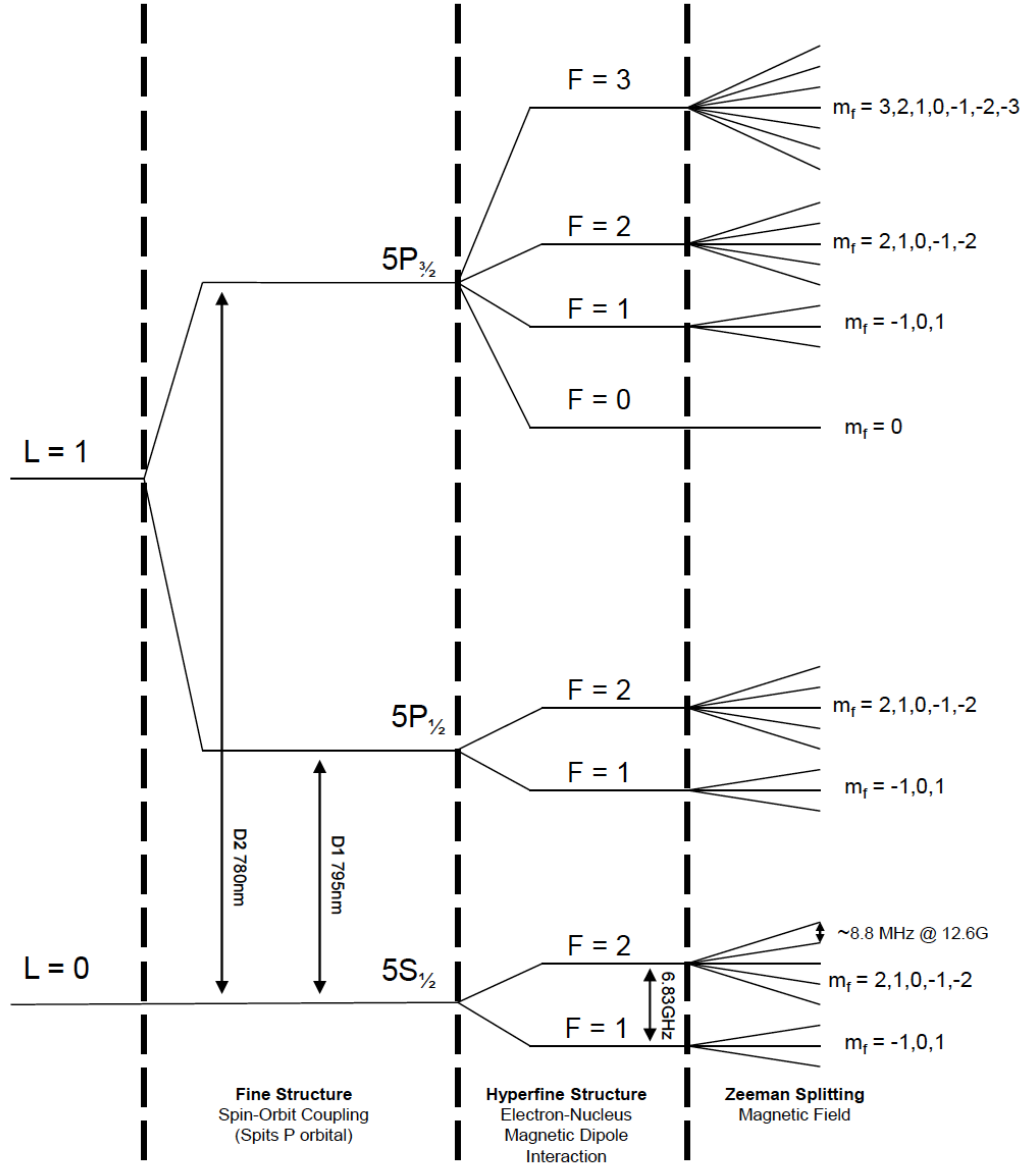 F = 3
m_f = 3,2,1,0,-1,-2,-3
F = 2
m_f = 2,1,0,-1,-2
5P_¾₂
F = 1
m_f = -1,0,1
F = 0
m_f = 0
L = 1
F = 2
m_f = 2,1,0,-1,-2
5P_½
F = 1
m_f = -1,0,1
D2 780nm
D1 795nm
~8.8 MHz @ 12.6G
F = 2
L = 0
5S_½
6.83GHz
m_f = 2,1,0,-1,-2
F = 1
m_f = -1,0,1
Fine Structure
Spin-Orbit Coupling
(Spits P orbital)
Hyperfine Structure
Electron-Nucleus
Magnetic Dipole
Interaction
Zeeman Splitting
Magnetic Field